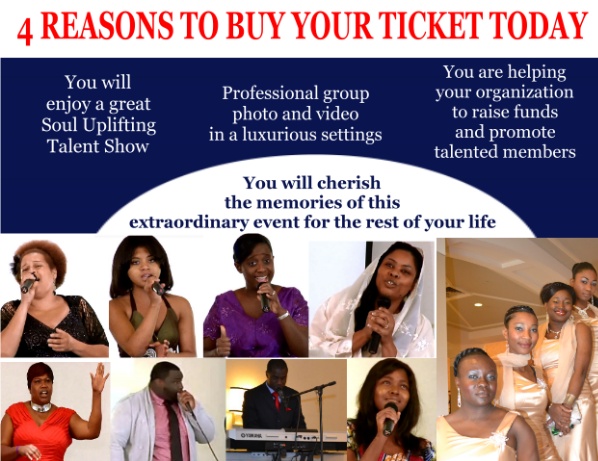 4 REASONS TO BUY YOUR TICKET TODAY
You will
enjoy a great
Soul Uplifting
Talent Show
Professional group
photo and video
in a luxurious settings
You are helping
your organization
to raise funds
and promote
talented members
You will cherish
the memories of this
extraordinary event for the rest of your life
YAMAHA